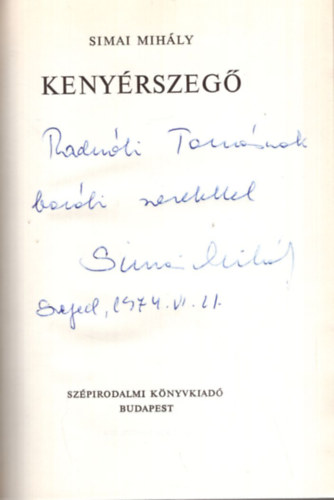 SIMAI MIHÁLY
KENYÉRSZEGŐ
Radnóti Tamásnak
baráti szeretettel
Simai Mihály
Szeged, 1974. VI. 11.
SZÉPIRODALMI KÖNYVKIADÓ
BUDAPEST